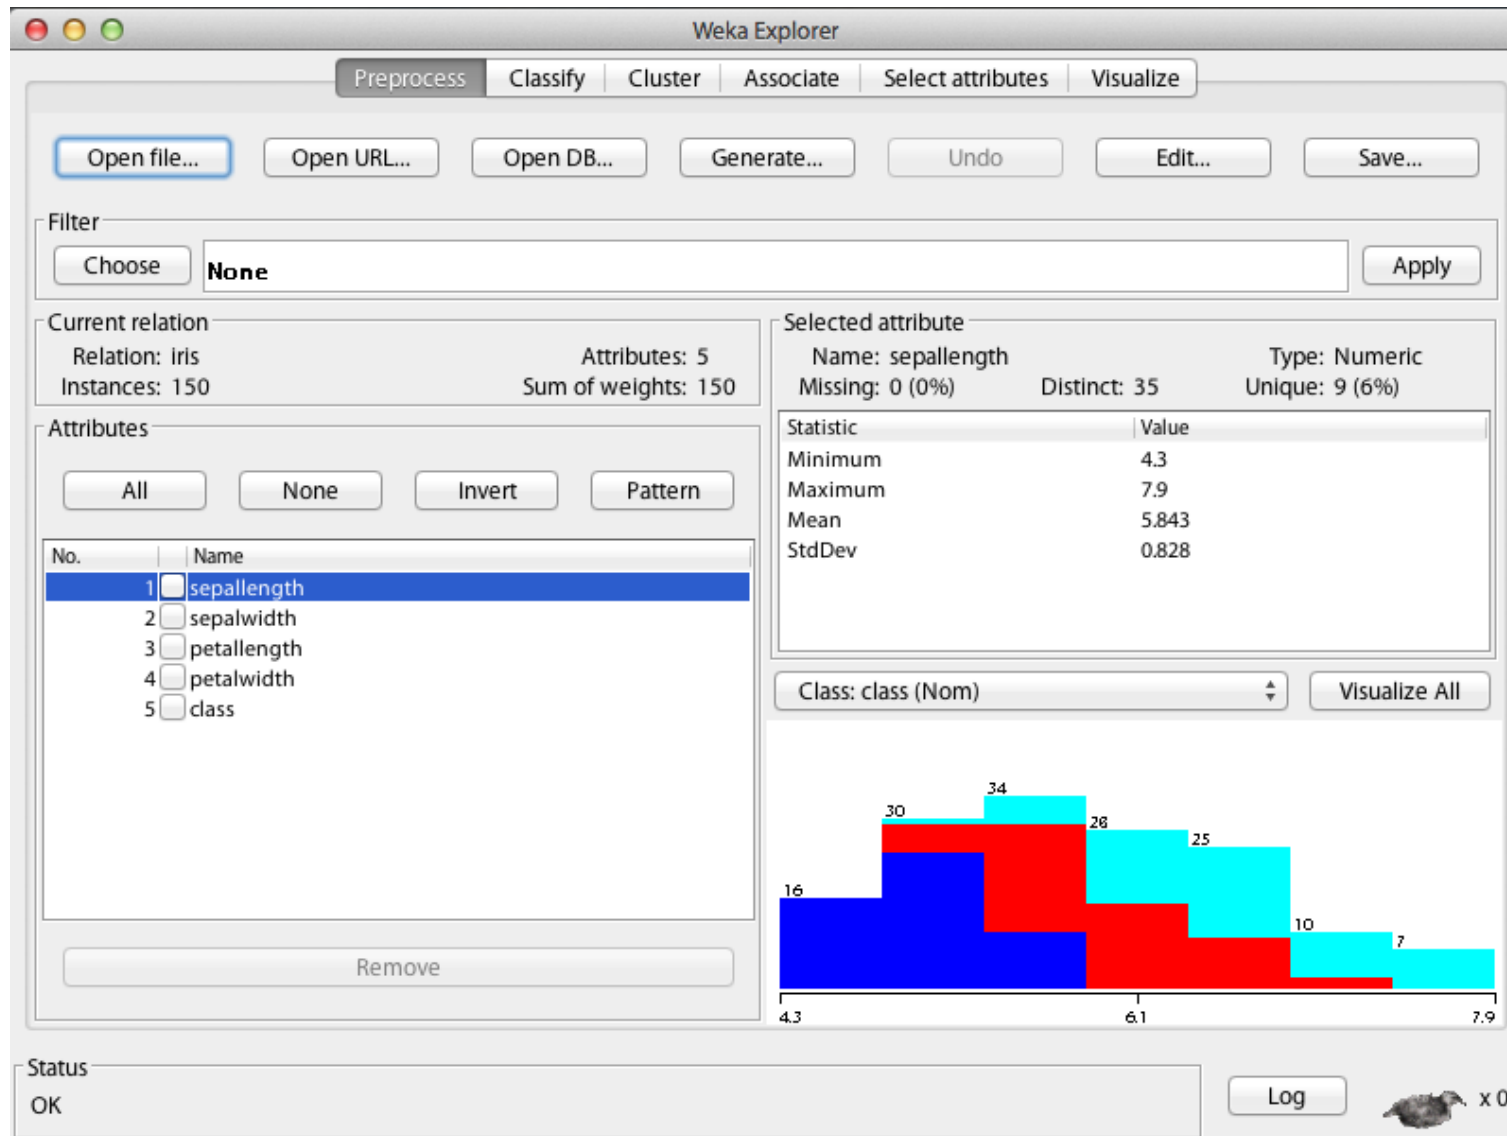 Weka Explorer
Preprocess Classify Cluster Associate Select attributes Visualize
Open file... Open URL... Open DB... Generate... Undo Edit... Save...
Filter
Choose None Apply
Current relation
Relation: iris Attributes: 5
Instances: 150 Sum of weights: 150
Selected attribute
Name: sepallength Type: Numeric
Missing: 0 (0%) Distinct: 35 Unique: 9 (6%)
Statistic Value
Minimum 4.3
Maximum 7.9
Mean 5.843
StdDev 0.828
Attributes
All None Invert Pattern
No. Name
1 sepallength
2 sepalwidth
3 petallength
4 petalwidth
5 class
Remove
Class: class (Nom) Visualize All
16 30 34 28 25 10 7
4.3 6.1 7.9
Status
OK
Log x 0